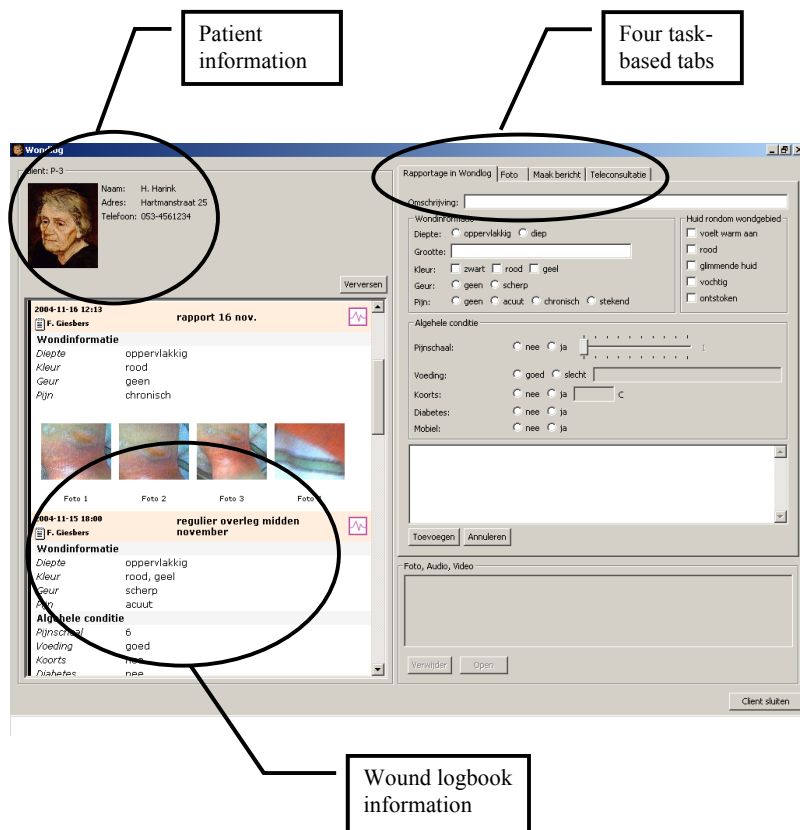 Patient
information
Four task-
based tabs
Wondlog
P-3
Naam: H. Harink
Adres: Hartmanstraat 25
Telefoon: 053-4561234
Verversen
2004-11-16 12:13
rapport 16 nov.
F. Giesbers
Wondinformatie
Diepte oppervlakkig
Kleur rood
Geur geen
Pijn chronisch
Foto 1 Foto 2 Foto 3 Foto
2004-11-15 18:00
regulier overleg midden
november
F. Giesbers
Wondinformatie
Diepte oppervlakkig
Kleur rood, geel
Geur scherp
Pijn acuut
Algehele conditie
Pijnschaal 6
Voeding goed
Koorts nee
Diabetes nee
Rapportage in Wondlog Foto Maak bericht Teleconsultatie
Omschrijving:
Wondinformatie
Diepte: oppervlakkig diep
Grootte:
Kleur: zwart rood geel
Geur: geen scherp
Pijn: geen acuut chronisch stekend
Huid rondom wondgebied
voelt warm aan
rood
glimmende huid
vochtig
ontstoken
Algehele conditie
Pijnschaal: nee ja 1
Voeding: goed slecht
Koorts: nee ja C
Diabetes: nee ja
Mobiel: nee ja
Toevoegen Annuleren
Foto, Audio, Video
Verwijder Open
Client sluiten
Wound logbook
information